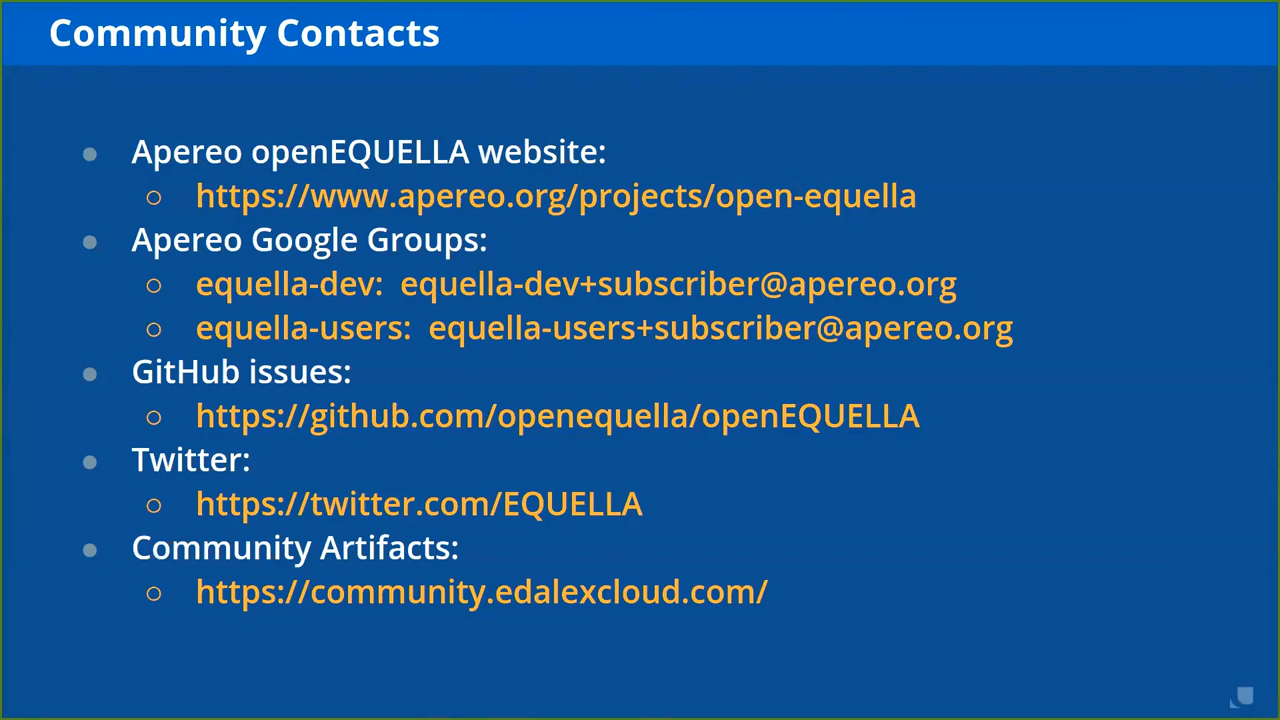 Community Contacts
Apereo openEQUELLA website:
https://www.apereo.org/projects/open-equella
Apereo Google Groups:
equella-dev: equella-dev+subscriber@apereo.org
equella-users: equella-users+subscriber@apereo.org
GitHub issues:
https://github.com/openequella/openEQUELLA
Twitter:
https://twitter.com/EQUELLA
Community Artifacts:
https://community.edalexcloud.com/